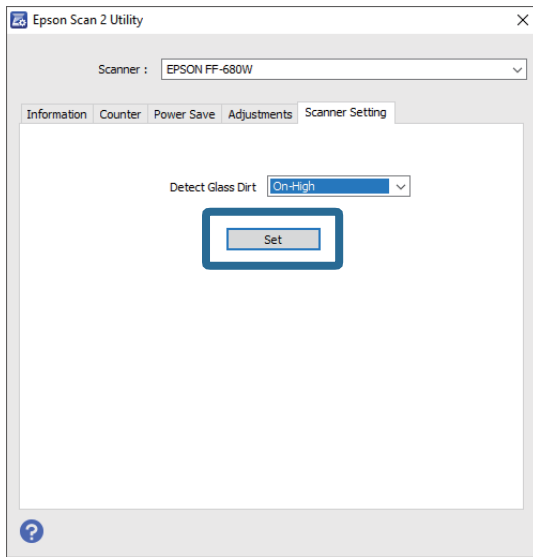 Epson Scan 2 Utility
Scanner : EPSON FF-680W
Information Counter Power Save Adjustments Scanner Setting
Detect Glass Dirt On-High
Set
?